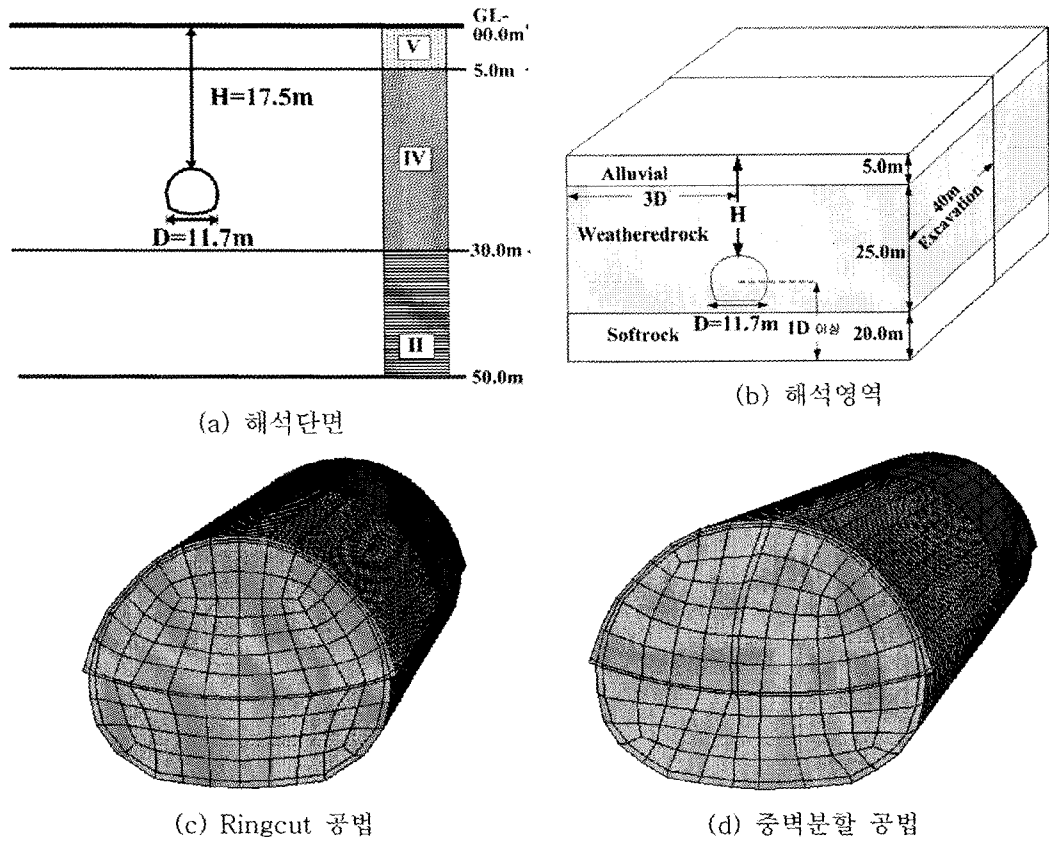 GL-
00.0m
V
5.0m
H=17.5m
IV
D=11.7m
30.0m
II
50.0m
(a) 해석단면
Alluvial
5.0m
3D
H
Weatheredrock
40m
Excavation
25.0m
D=11.7m
1D 이상
Softrock
20.0m
(b) 해석영역
(c) Ringcut 공법
(d) 중벽분할 공법